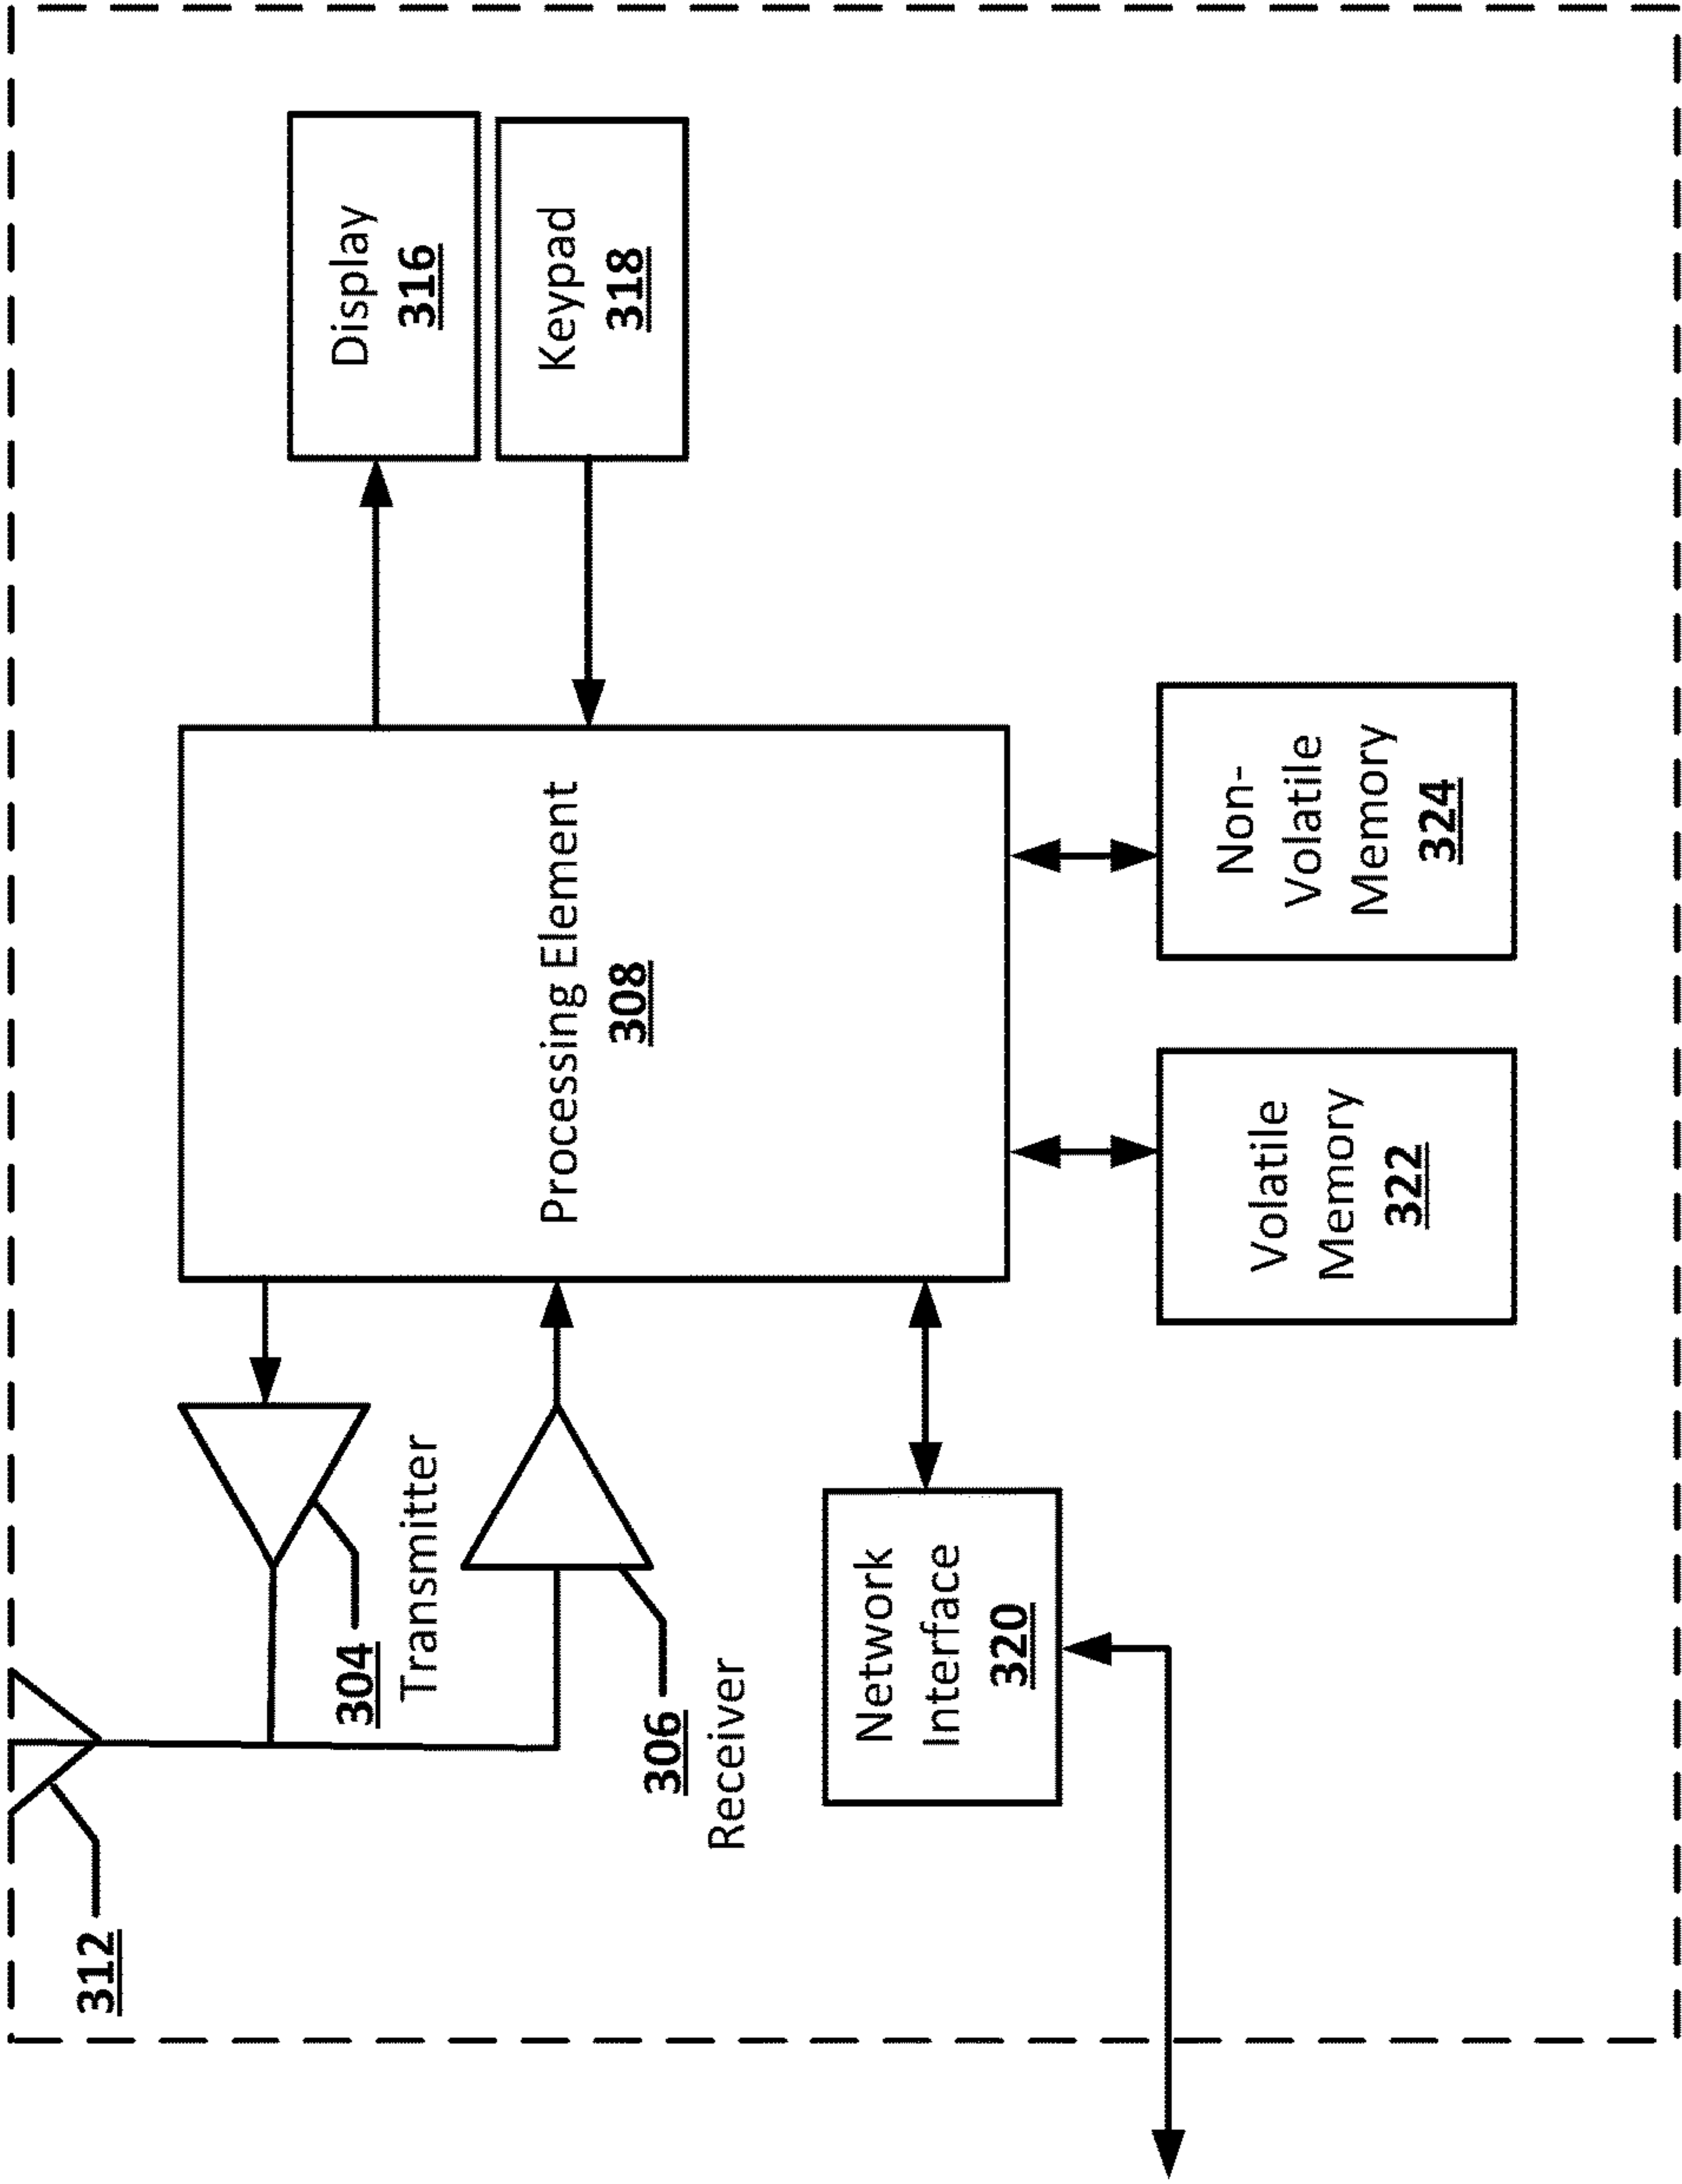 312
304
Transmitter
306
Receiver
Processing Element
308
Display
316
Keypad
318
Network
Interface
320
Volatile
Memory
322
Non-
Volatile
Memory
324